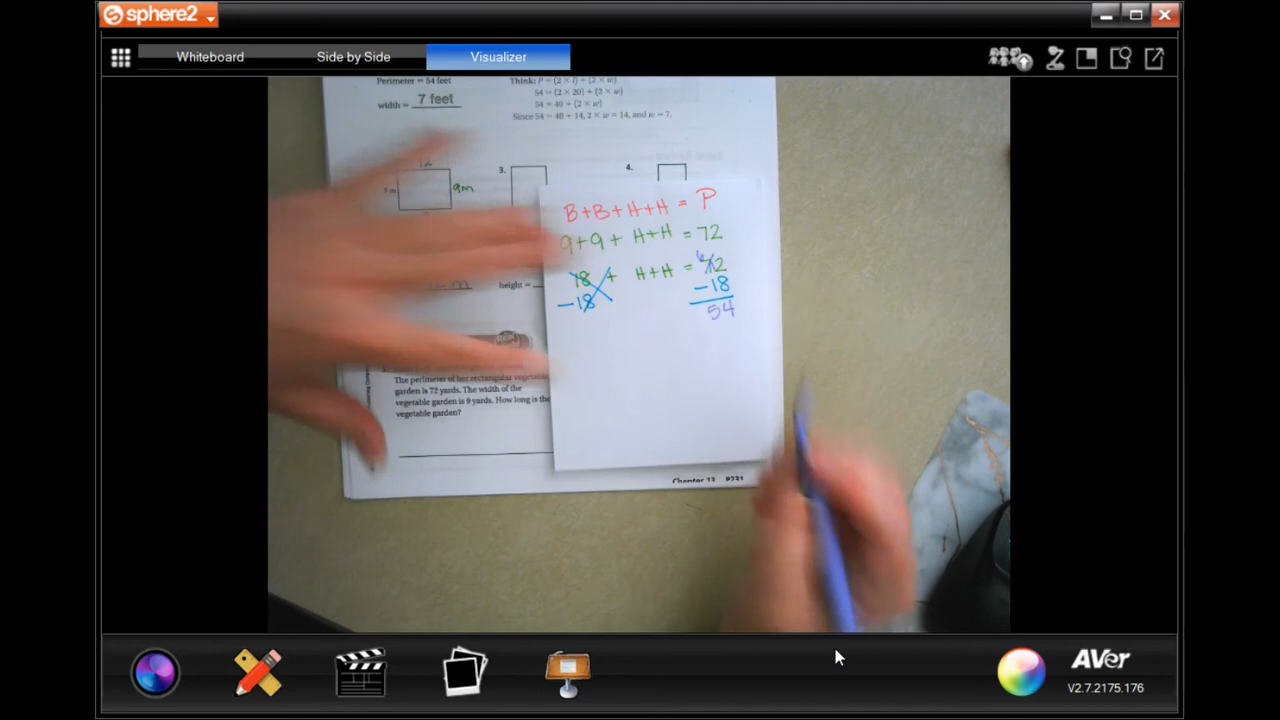 sphere2
Whiteboard
Side by Side
Visualizer
Perimeter = 54 feet
width = 7 feet
Think: P = (2 × l) + (2 × w)
54 = (2 × 20) + (2 × w)
54 = 40 + (2 × w)
Since 54 = 40 + 14, 2 × w = 14, and w = 7.
9m
3.
4.
B+B+H+H = P
9+9+ H+H = 72
18 + H+H = 72
-18 -18
54
height =
The perimeter of her rectangular vegetable
garden is 72 yards. The width of the
vegetable garden is 9 yards. How long is the
vegetable garden?
Chapter 13 P231
AVer
V2.7.2175.176